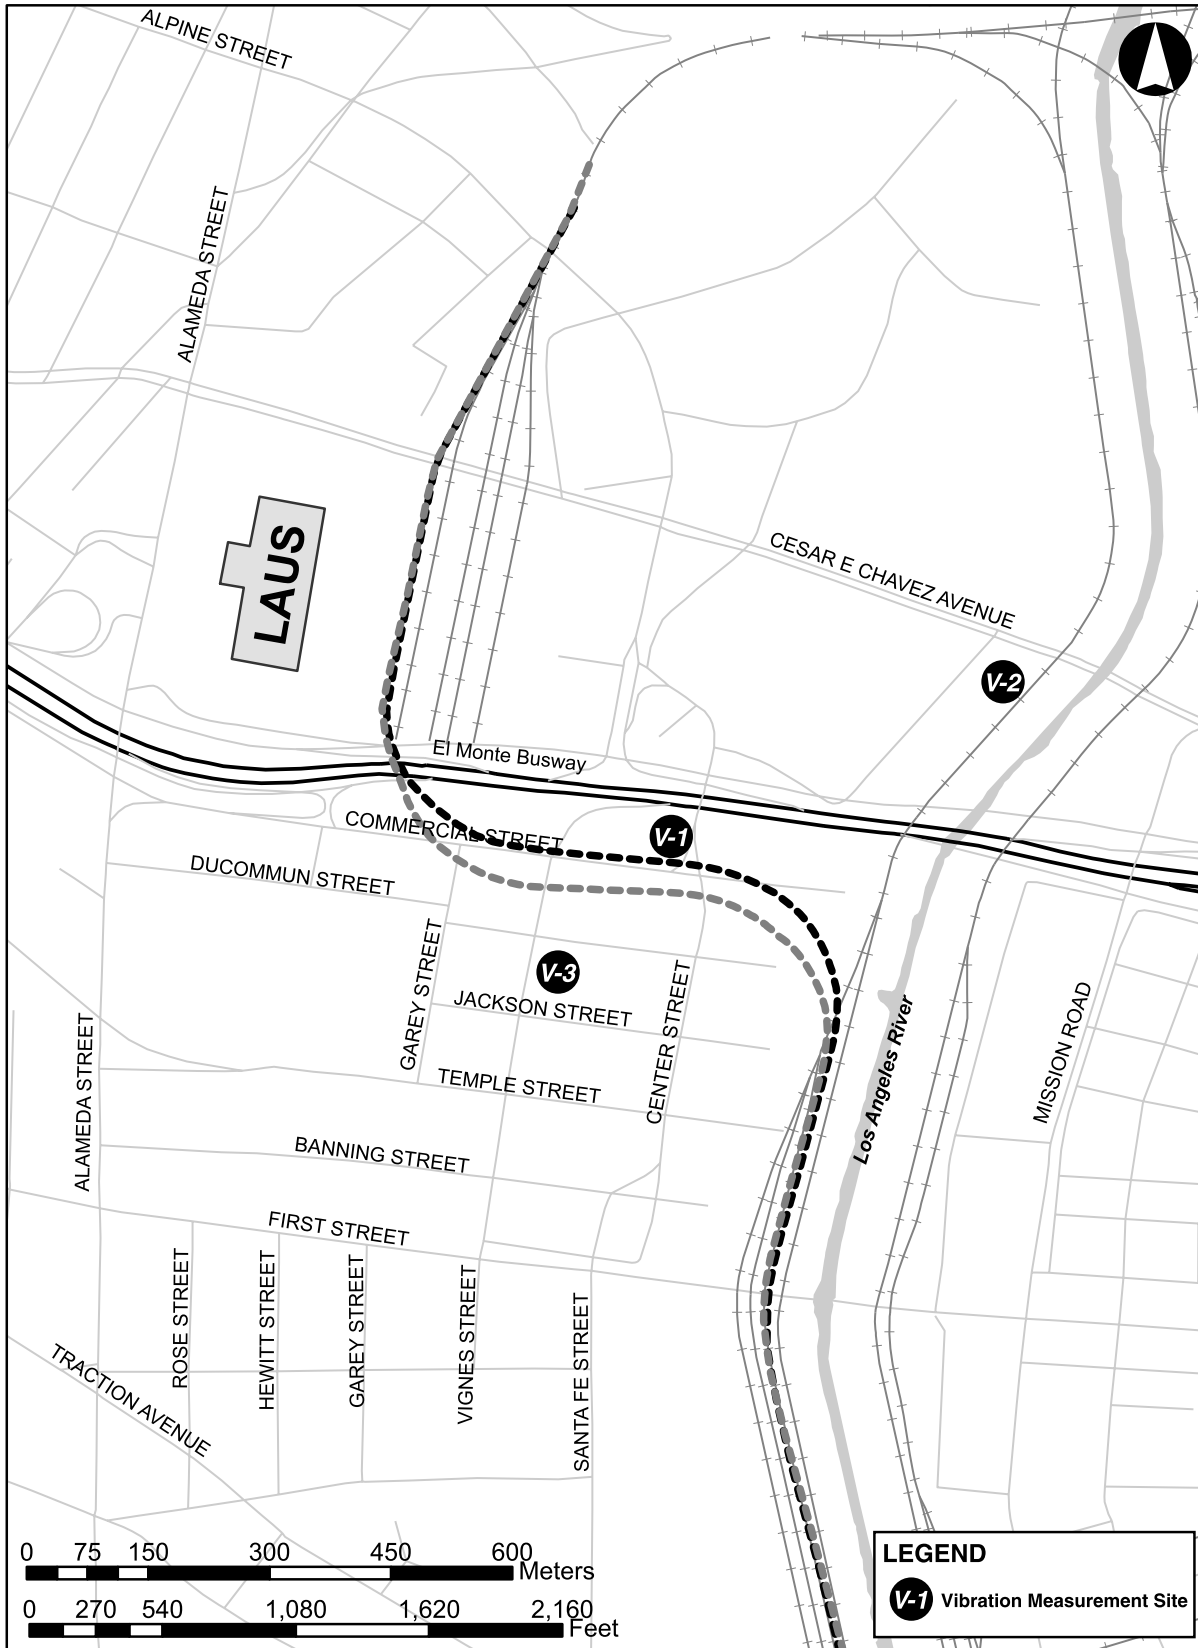 ALPINE STREET
ALAMEDA STREET
LAUS
CESAR E CHAVEZ AVENUE
V-2
El Monte Busway
V-1
COMMERCIAL STREET
DUCOMMUN STREET
GAREY STREET
V-3
JACKSON STREET
CENTER STREET
Los Angeles River
MISSION ROAD
ALAMEDA STREET
TEMPLE STREET
BANNING STREET
FIRST STREET
ROSE STREET
HEWITT STREET
GAREY STREET
VIGNES STREET
SANTA FE STREET
TRACTION AVENUE
0 75 150 300 450 600
Meters
0 270 540 1,080 1,620 2,160
Feet
LEGEND
V-1 Vibration Measurement Site